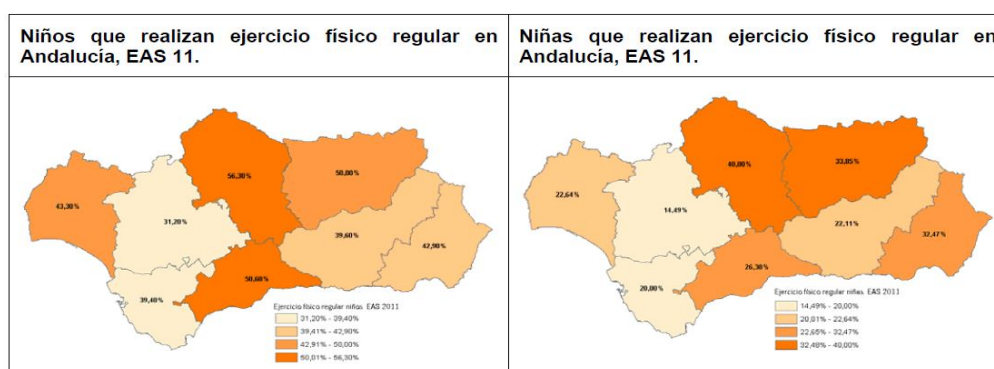 Niños que realizan ejercicio físico regular en
Andalucía, EAS 11.
56,30%
50,00%
43,30%
31,20%
39,60%
42,90%
50,60%
39,40%
Ejercicio físico regular niños EAS 2011
31,20% - 39,40%
39,41% - 42,90%
42,91% - 50,00%
50,01% - 56,30%
Niñas que realizan ejercicio físico regular en
Andalucía, EAS 11.
40,00%
33,05%
22,64%
14,49%
22,11%
32,47%
26,30%
20,00%
Ejercicio físico regular niñas EAS 2011
14,49% - 20,00%
20,01% - 22,64%
22,65% - 32,47%
32,48% - 40,00%